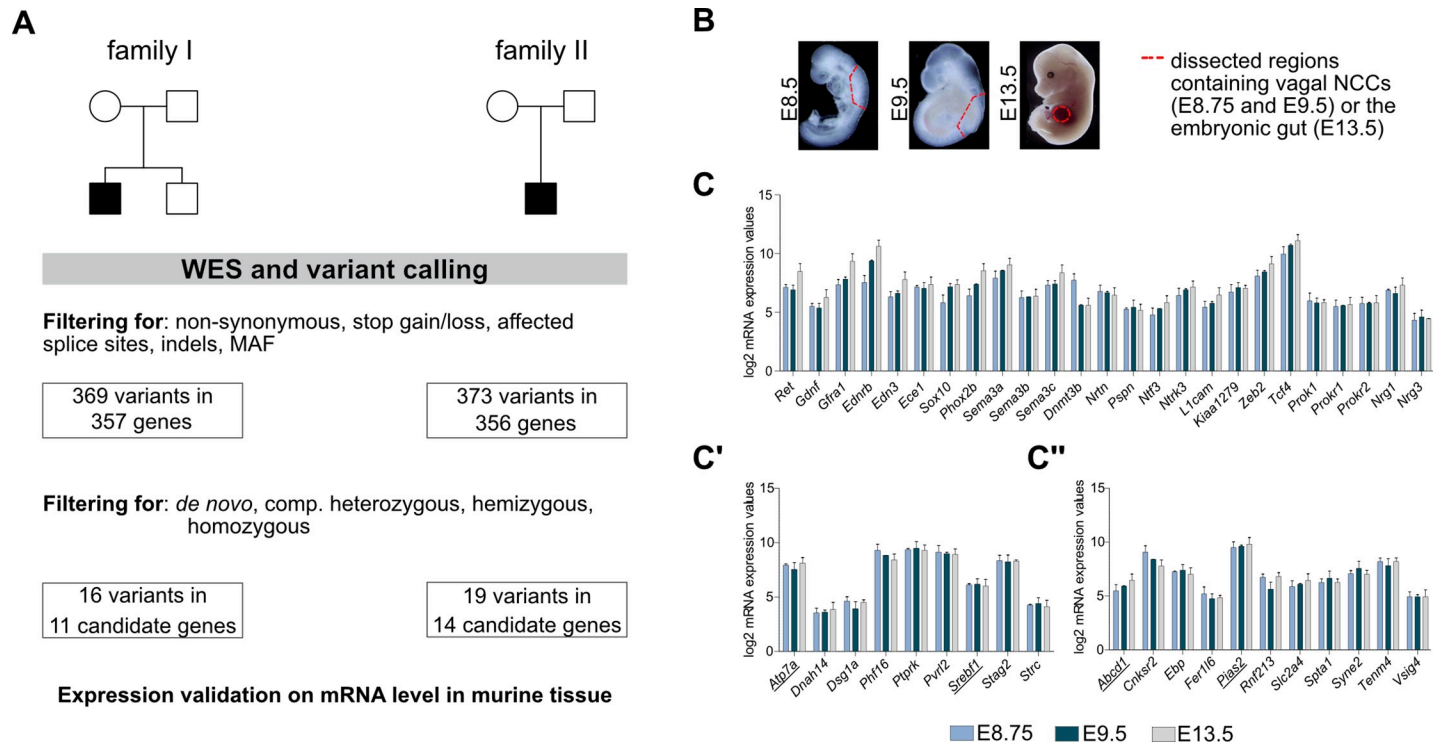 A
family I
family II
WES and variant calling
Filtering for: non-synonymous, stop gain/loss, affected
splice sites, indels, MAF
369 variants in
357 genes
373 variants in
356 genes
Filtering for: de novo, comp. heterozygous, hemizygous,
homozygous
16 variants in
11 candidate genes
19 variants in
14 candidate genes
Expression validation on mRNA level in murine tissue
B
E8.5
E9.5
E13.5
dissected regions
containing vagal NCCs
(E8.75 and E9.5) or the
embryonic gut (E13.5)
C
log2 mRNA expression values
15
10
5
0
Ret
Gdnf
Gfra1
Ednrb
Edn3
Ece1
Sox10
Phox2b
Sema3a
Sema3b
Sema3c
Dnmt3b
Nrtn
Pspn
Ntf3
Ntrk3
L1cam
Kiaa1279
Zeb2
Tcf4
Prok1
Prokr1
Prokr2
Nrg1
Nrg3
C'
log2 mRNA expression values
15
10
5
0
Atp7a
Dnah14
Dsg1a
Phf16
Ptprk
Pvrl2
Srebf1
Stag2
Strc
C"
log2 mRNA expression values
15
10
5
0
Abcd1
Cnksr2
Ebp
Fer1l6
Pias2
Rnf213
Slc2a4
Spta1
Syne2
Tenm4
Vsig4
E8.75
E9.5
E13.5